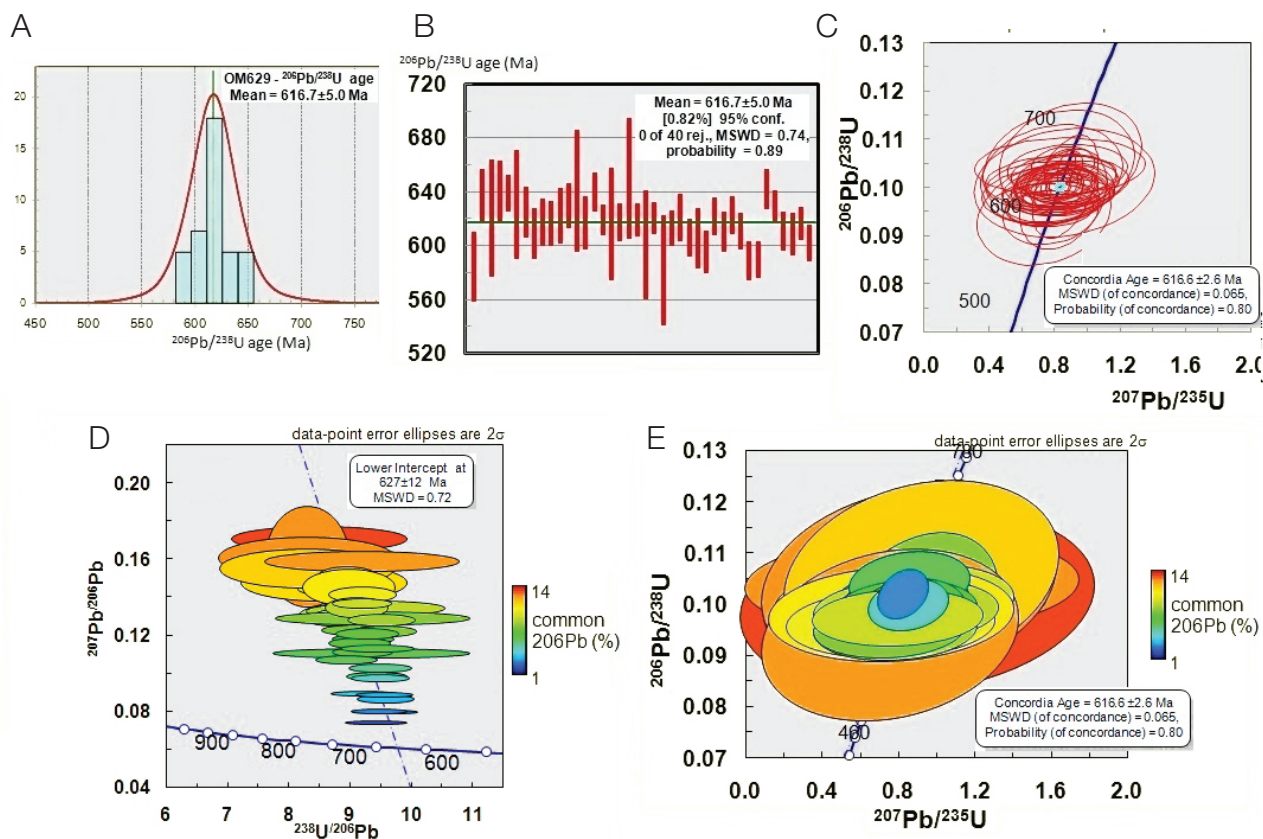 A
OM629 - ²⁰⁶Pb/²³⁸U age
Mean = 616.7±5.0 Ma
20
15
10
5
0
450
500
550
600
650
700
750
²⁰⁶Pb/²³⁸U age (Ma)
B
²⁰⁶Pb/²³⁸U age (Ma)
720
680
640
600
560
520
Mean = 616.7±5.0 Ma
[0.82%] 95% conf.
0 of 40 rej., MSWD = 0.74,
probability = 0.89
C
0.13
0.12
0.11
0.10
0.09
0.08
0.07
²⁰⁶Pb/²³⁸U
700
600
500
Concordia Age = 616.6 ±2.6 Ma
MSWD (of concordance) = 0.065,
Probability (of concordance) = 0.80
0.0
0.4
0.8
1.2
1.6
2.0
²⁰⁷Pb/²³⁵U
D
data-point error ellipses are 2σ
Lower Intercept at
627±12 Ma
MSWD = 0.72
0.20
0.16
0.12
0.08
0.04
²⁰⁷Pb/²⁰⁶Pb
900
800
700
600
6
7
8
9
10
11
²³⁸U/²⁰⁶Pb
14
common
206Pb (%)
1
E
data-point error ellipses are 2σ
0.13
0.12
0.11
0.10
0.09
0.08
0.07
²⁰⁶Pb/²³⁸U
400
Concordia Age = 616.6 ±2.6 Ma
MSWD (of concordance) = 0.065,
Probability (of concordance) = 0.80
0.0
0.4
0.8
1.2
1.6
2.0
²⁰⁷Pb/²³⁵U
14
common
206Pb (%)
1